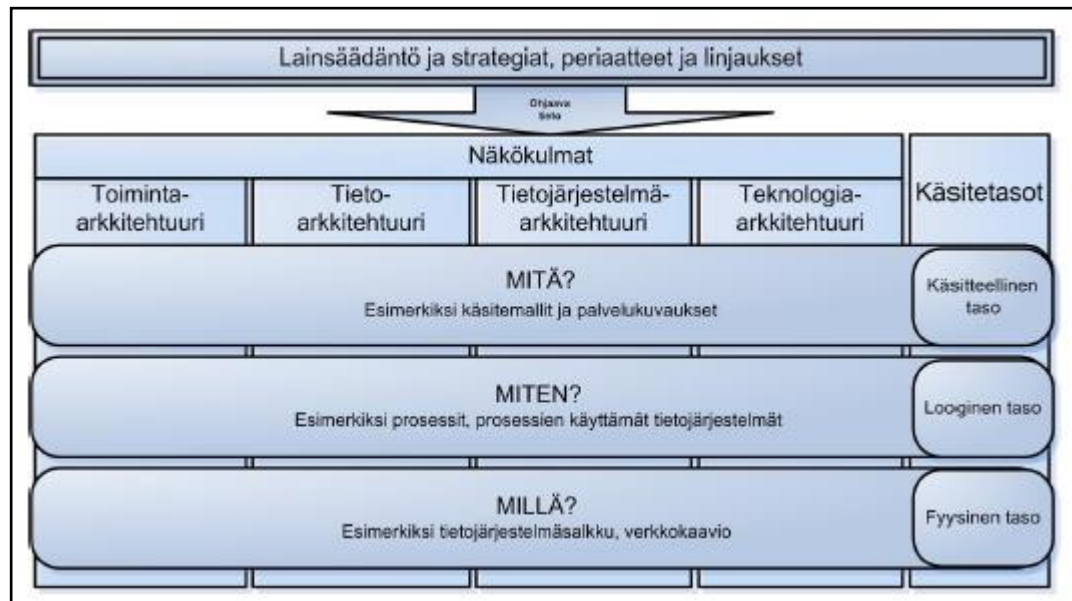 Lainsäädäntö ja strategiat, periaatteet ja linjaukset
Ohjaava
tieto
Näkökulmat
Käsitetasot
Toiminta-
arkkitehtuuri
Tieto-
arkkitehtuuri
Tietojärjestelmä-
arkkitehtuuri
Teknologia-
arkkitehtuuri
MITÄ?
Esimerkiksi käsitemallit ja palvelukuvaukset
Käsitteellinen
taso
MITEN?
Esimerkiksi prosessit, prosessien käyttämät tietojärjestelmät
Looginen taso
MILLÄ?
Esimerkiksi tietojärjestelmäsalkku, verkkokaavio
Fyysinen taso